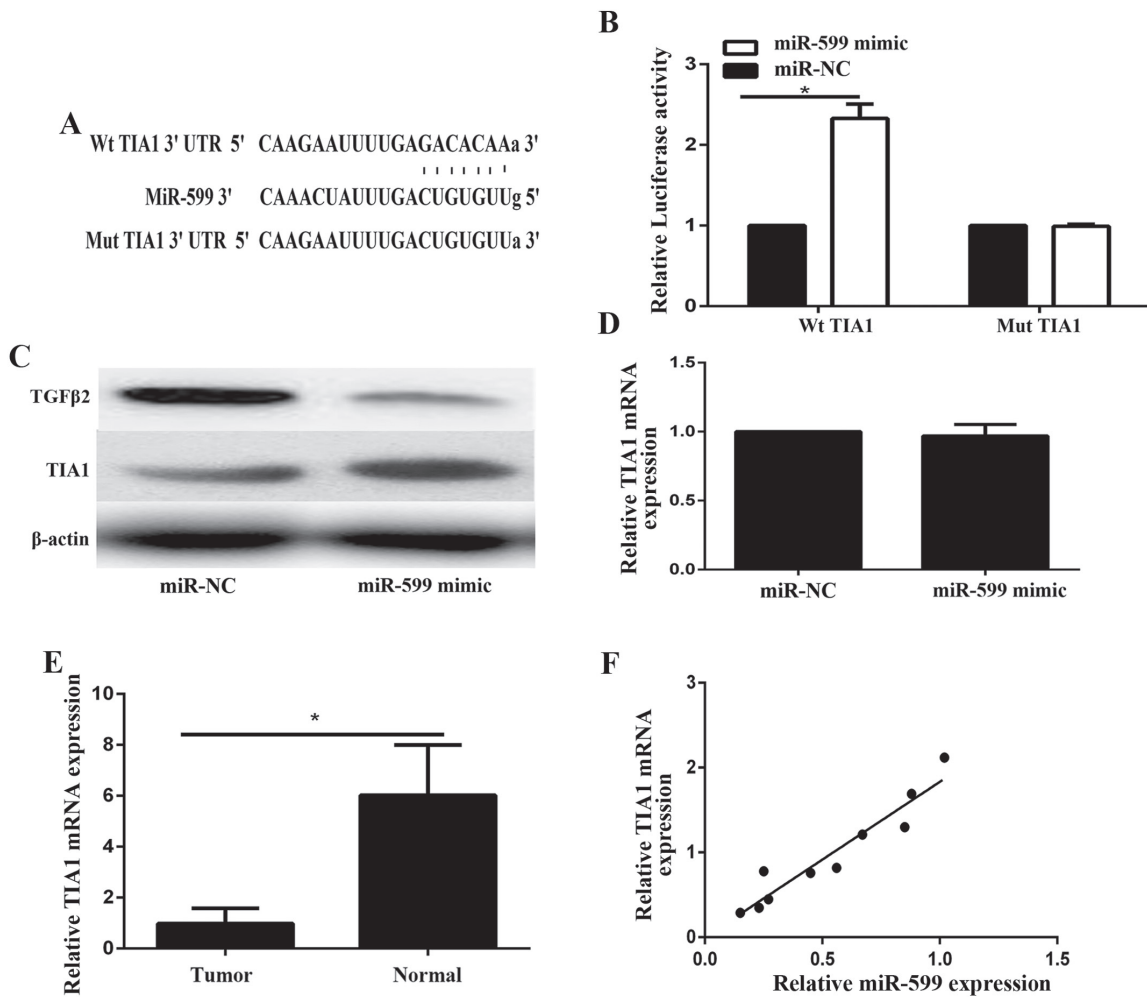 A
Wt TIA1 3' UTR 5' CAAGAAUUUUGAGACACAAa 3'
MiR-599 3' CAAACUAUUUGACUGUGUUg 5'
Mut TIA1 3' UTR 5' CAAGAAUUUUGACUGUGUUa 3'
B
miR-599 mimic
miR-NC
Relative Luciferase activity
3
2
1
0
*
Wt TIA1
Mut TIA1
C
TGFβ2
TIA1
β-actin
miR-NC
miR-599 mimic
D
Relative TIA1 mRNA
expression
1.5
1.0
0.5
0.0
miR-NC
miR-599 mimic
E
Relative TIA1 mRNA expression
10
8
6
4
2
0
*
Tumor
Normal
F
Relative TIA1 mRNA
expression
3
2
1
0
0.0
0.5
1.0
1.5
Relative miR-599 expression